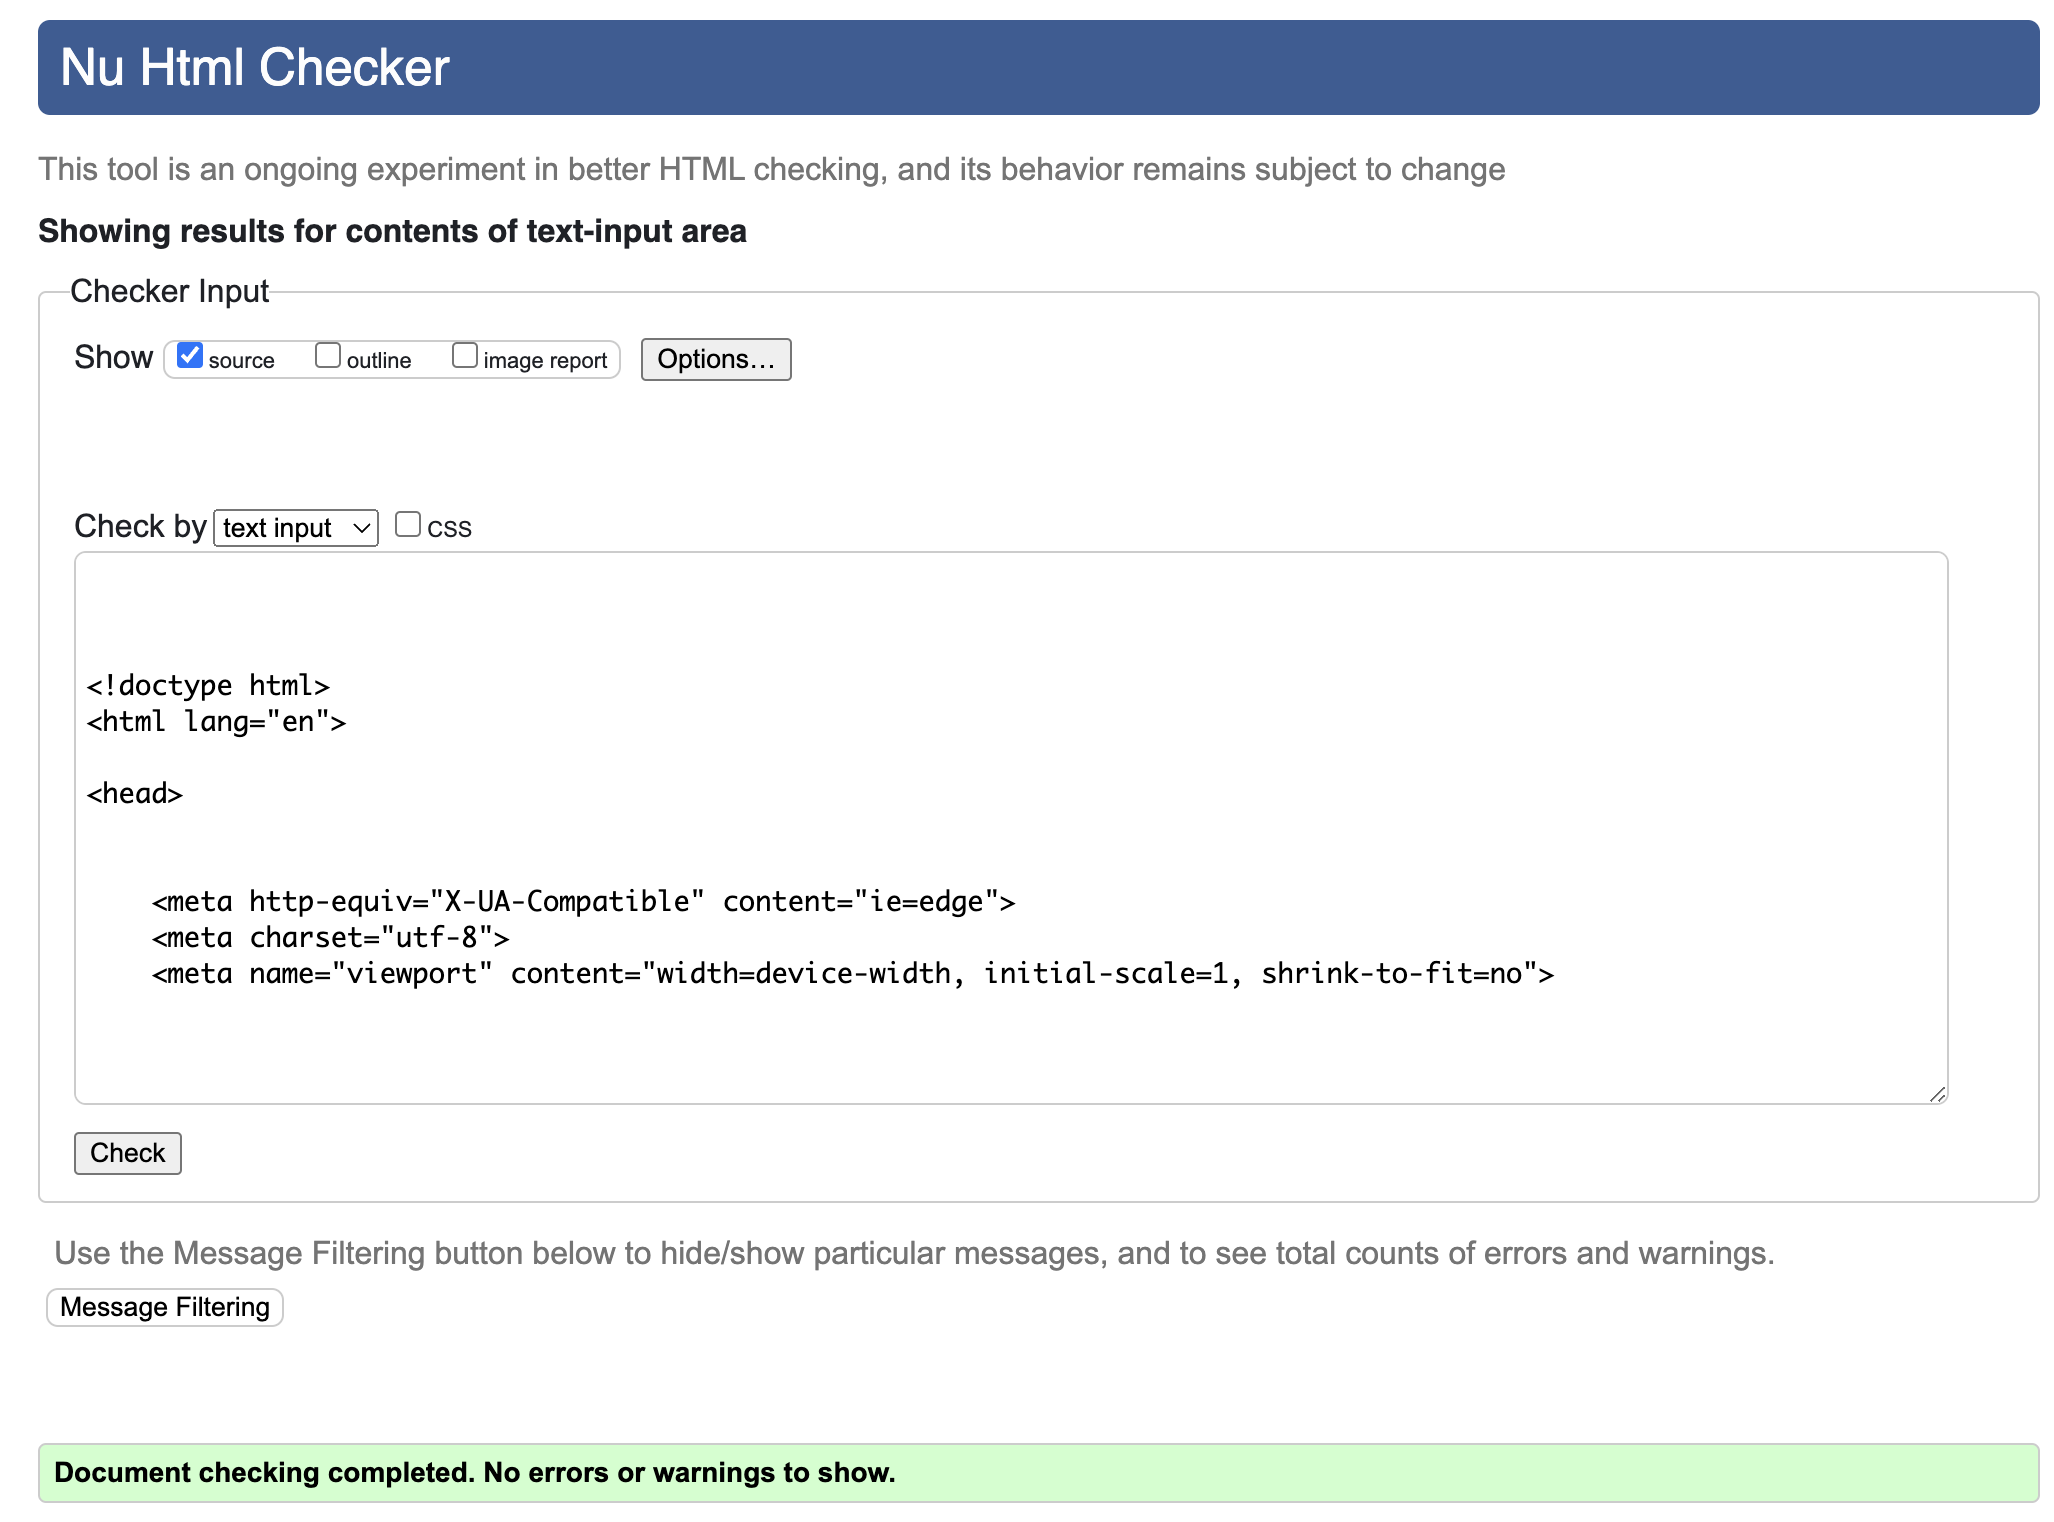 Nu Html Checker
This tool is an ongoing experiment in better HTML checking, and its behavior remains subject to change
Showing results for contents of text-input area
Checker Input
Show source outline image report Options...
Check by text input css
<!doctype html>
<html lang="en">
<head>
<meta http-equiv="X-UA-Compatible" content="ie=edge">
<meta charset="utf-8">
<meta name="viewport" content="width=device-width, initial-scale=1, shrink-to-fit=no">
Check
Use the Message Filtering button below to hide/show particular messages, and to see total counts of errors and warnings.
Message Filtering
Document checking completed. No errors or warnings to show.